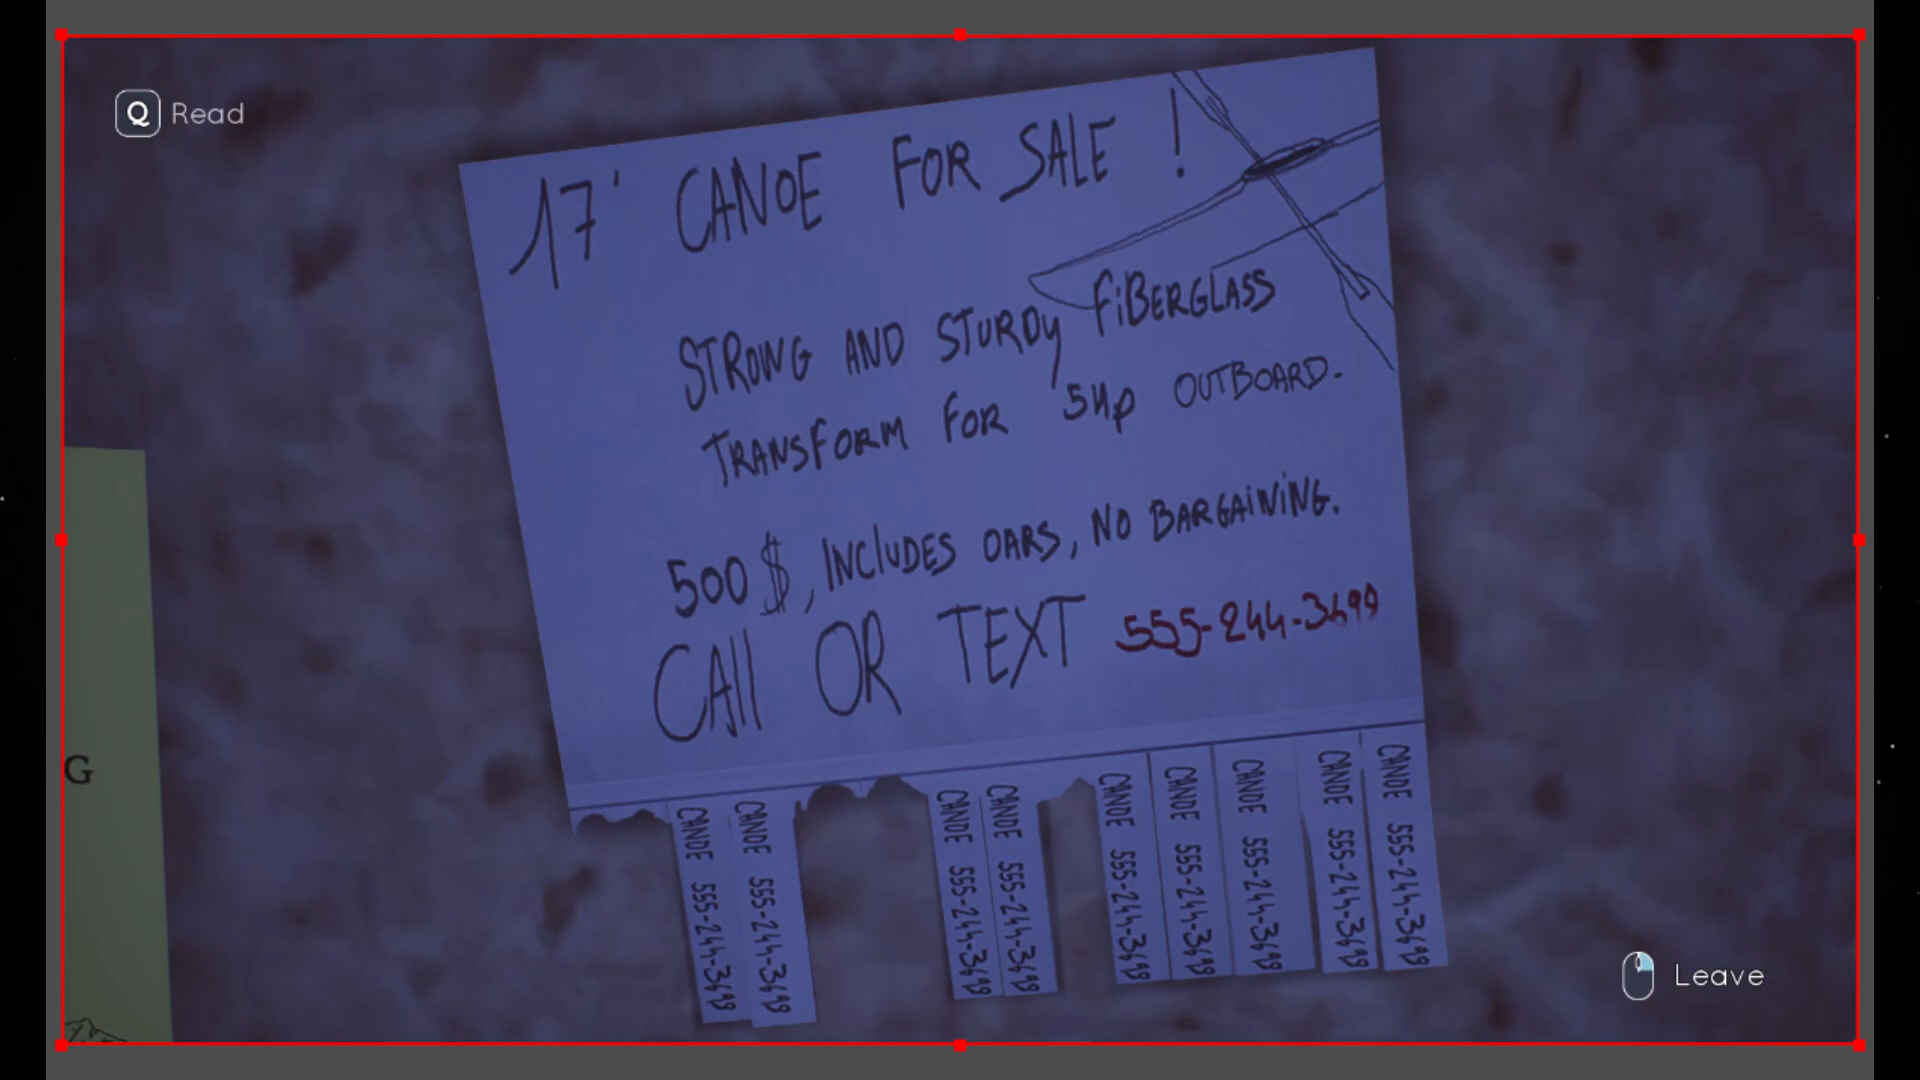 Q Read
17' CANOE FOR SALE !
STRONG AND STURDY FiBERGLASS
TRANSFORM FOR 5Hp OUTBOARD.
500$, INCLUDES OARS, NO BARGAiNiNG.
CAll OR TEXT 555-244-3699
G
CANOE 555-244-3699
CANOE 555-244-3699
CANOE 555-244-3699
CANOE 555-244-3699
CANOE 555-244-3699
CANOE 555-244-3699
CANOE 555-244-3699
CANOE 555-244-3699
CANOE 555-244-3699
Leave